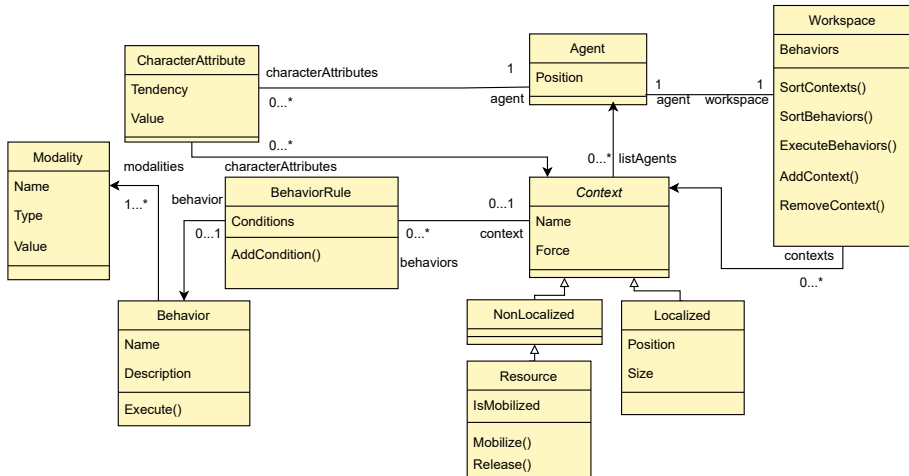 Workspace
Behaviors
SortContexts()
SortBehaviors()
ExecuteBehaviors()
AddContext()
RemoveContext()
Agent
Position
CharacterAttribute
Tendency
Value
characterAttributes
0...*
1
agent
1
agent
1
workspace
0...*
characterAttributes
0...*
listAgents
Modality
Name
Type
Value
modalities
1...*
BehaviorRule
Conditions
AddCondition()
behavior
0...1
0...*
behaviors
0...1
context
Context
Name
Force
contexts
0...*
Behavior
Name
Description
Execute()
NonLocalized
Localized
Position
Size
Resource
IsMobilized
Mobilize()
Release()